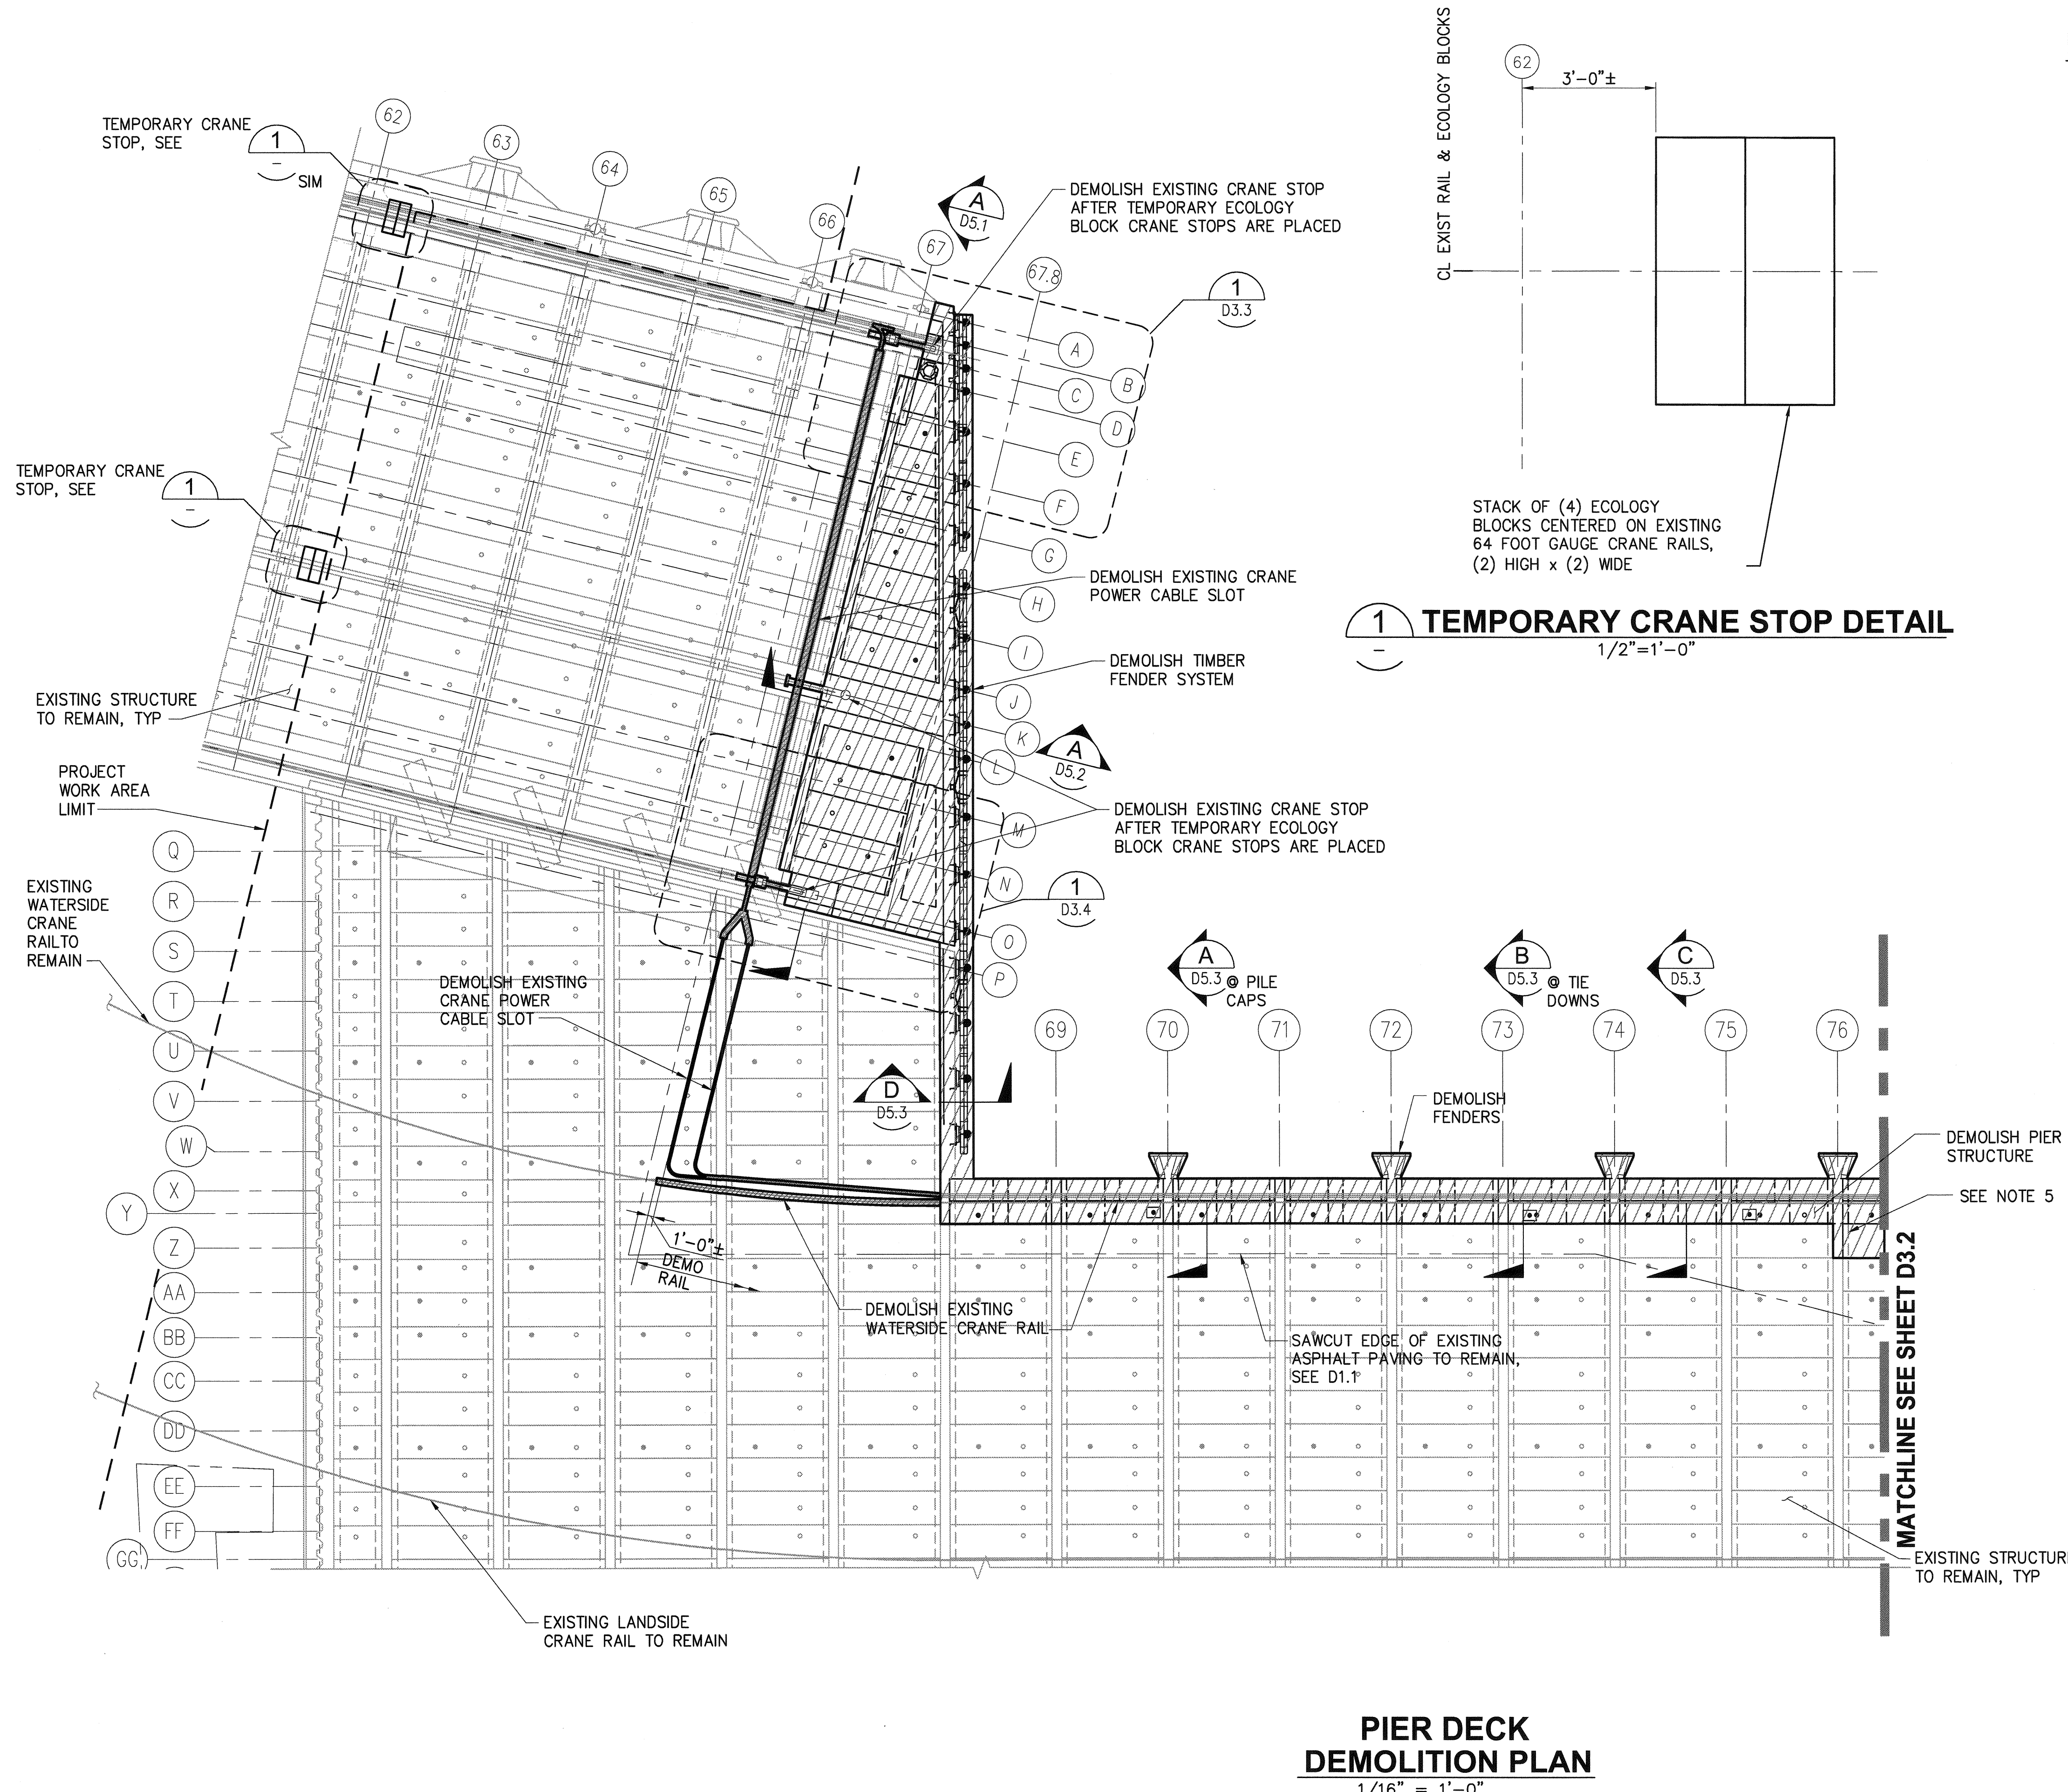 TEMPORARY CRANE
STOP, SEE
1
-
SIM
62
63
64
65
66
67
67.8
A
D5.1
DEMOLISH EXISTING CRANE STOP
AFTER TEMPORARY ECOLOGY
BLOCK CRANE STOPS ARE PLACED
1
D3.3
CL EXIST RAIL & ECOLOGY BLOCKS
62
3'-0"±
STACK OF (4) ECOLOGY
BLOCKS CENTERED ON EXISTING
64 FOOT GAUGE CRANE RAILS,
(2) HIGH x (2) WIDE
1
-
TEMPORARY CRANE STOP DETAIL
1/2"=1'-0"
A
B
C
D
E
F
G
H
I
J
K
L
M
N
O
P
TEMPORARY CRANE
STOP, SEE
1
-
DEMOLISH EXISTING CRANE
POWER CABLE SLOT
DEMOLISH TIMBER
FENDER SYSTEM
A
D5.2
EXISTING STRUCTURE
TO REMAIN, TYP
PROJECT
WORK AREA
LIMIT
DEMOLISH EXISTING CRANE STOP
AFTER TEMPORARY ECOLOGY
BLOCK CRANE STOPS ARE PLACED
1
D3.4
EXISTING
WATERSIDE
CRANE
RAILTO
REMAIN
Q
R
S
T
U
V
W
X
Y
Z
AA
BB
CC
DD
EE
FF
GG
DEMOLISH EXISTING
CRANE POWER
CABLE SLOT
A
D5.3
@ PILE
CAPS
B
D5.3
@ TIE
DOWNS
C
D5.3
69
70
71
72
73
74
75
76
D
D5.3
DEMOLISH
FENDERS
DEMOLISH PIER
STRUCTURE
SEE NOTE 5
1'-0"±
DEMO
RAIL
DEMOLISH EXISTING
WATERSIDE CRANE RAIL
SAWCUT EDGE OF EXISTING
ASPHALT PAVING TO REMAIN,
SEE D1.1
MATCHLINE SEE SHEET D3.2
EXISTING STRUCTURE
TO REMAIN, TYP
EXISTING LANDSIDE
CRANE RAIL TO REMAIN
PIER DECK
DEMOLITION PLAN
1/16" = 1'-0"